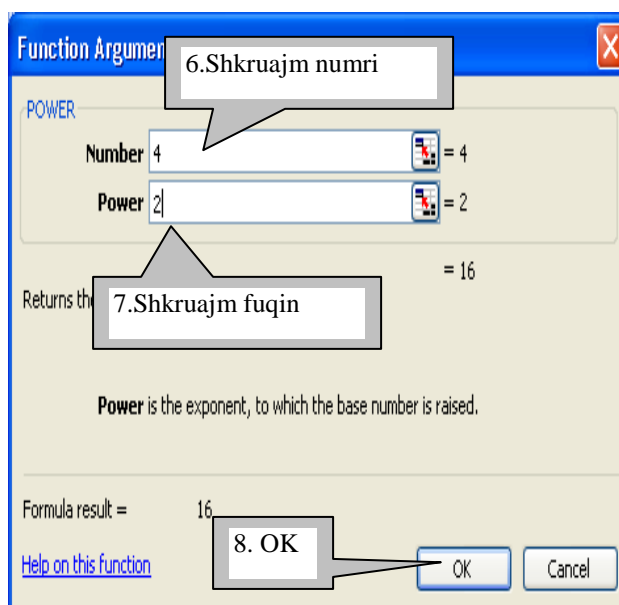 Function Argumen
6.Shkruajm numri
POWER
Number 4 = 4
Power 2 = 2
= 16
Returns the
7.Shkruajm fuqin
Power is the exponent, to which the base number is raised.
Formula result = 16
8. OK
Help on this function OK Cancel